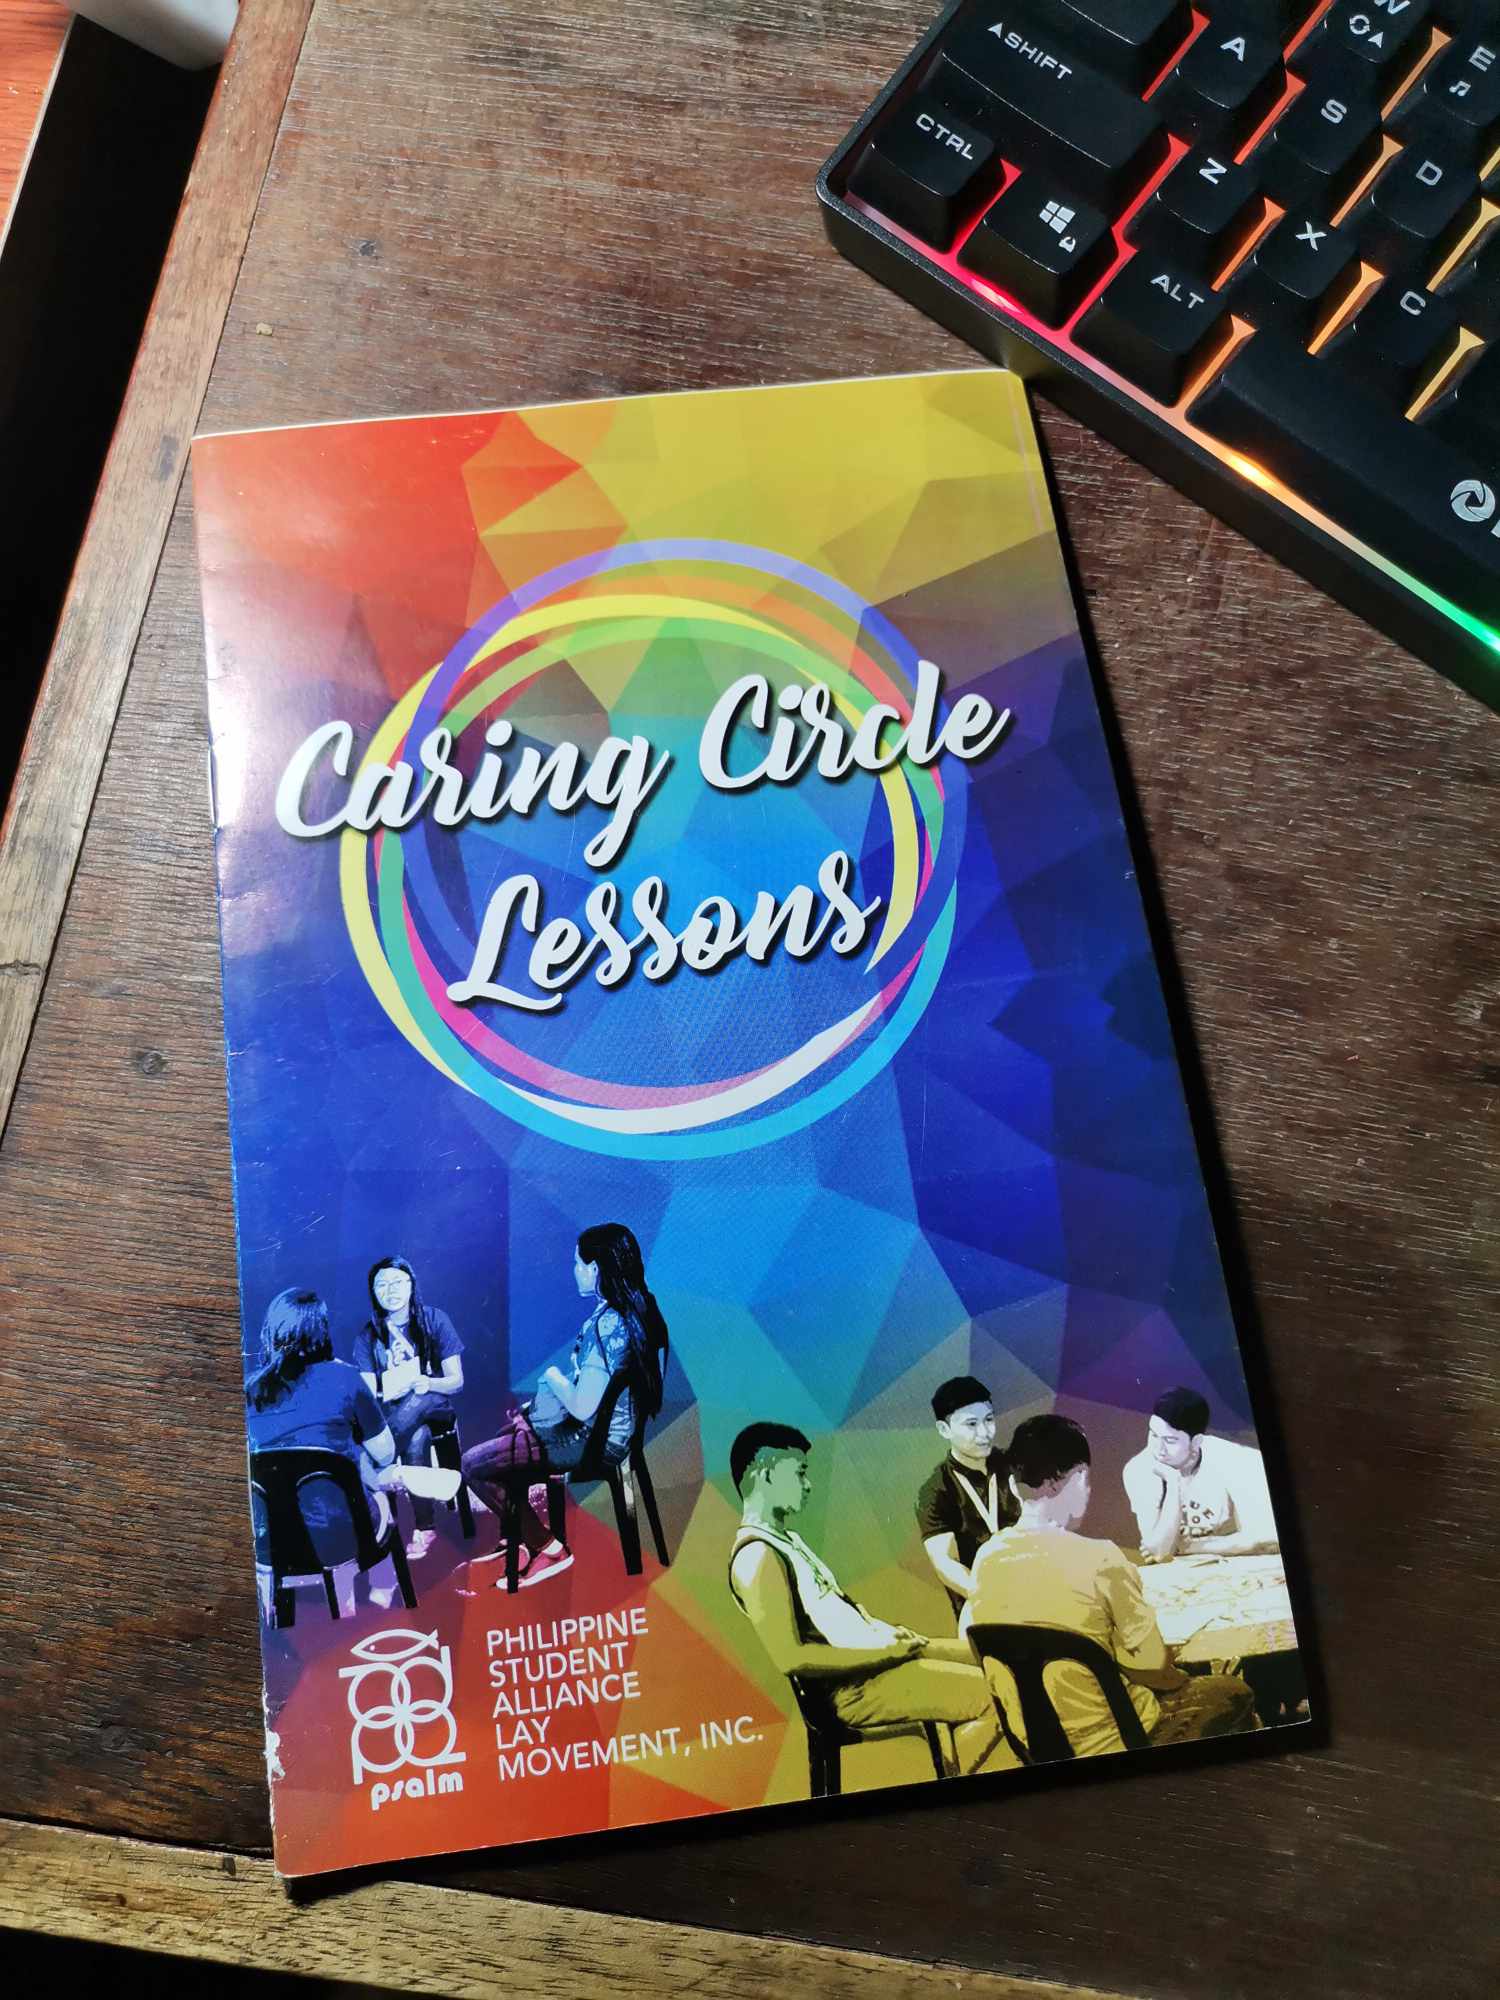 W
E
A
SHIFT
S
D
CTRL
Z
X
C
ALT
Caring Circle
Lessons
PHILIPPINE
STUDENT
ALLIANCE
LAY
MOVEMENT, INC.
psalm